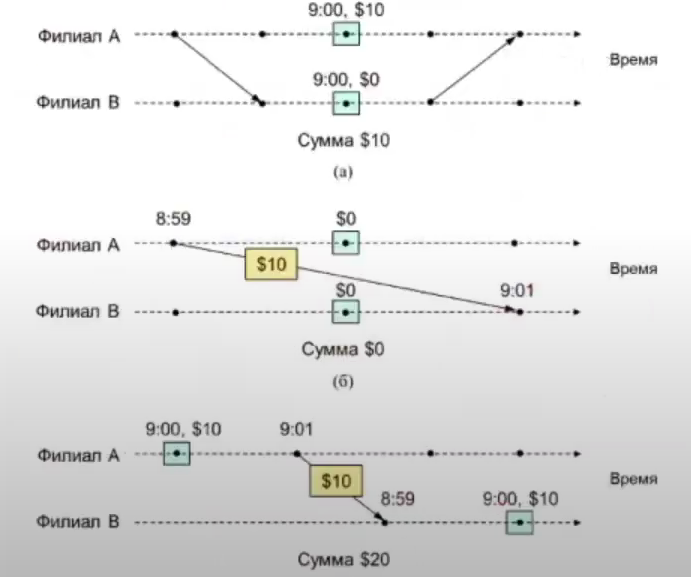 9:00, $10
Филиал A
Время
9:00, $0
Филиал B
Сумма $10
(а)
8:59
$0
Филиал A
$10
Время
$0
9:01
Филиал B
Сумма $0
(б)
9:00, $10
9:01
Филиал A
Время
$10
8:59
9:00, $10
Филиал B
Сумма $20